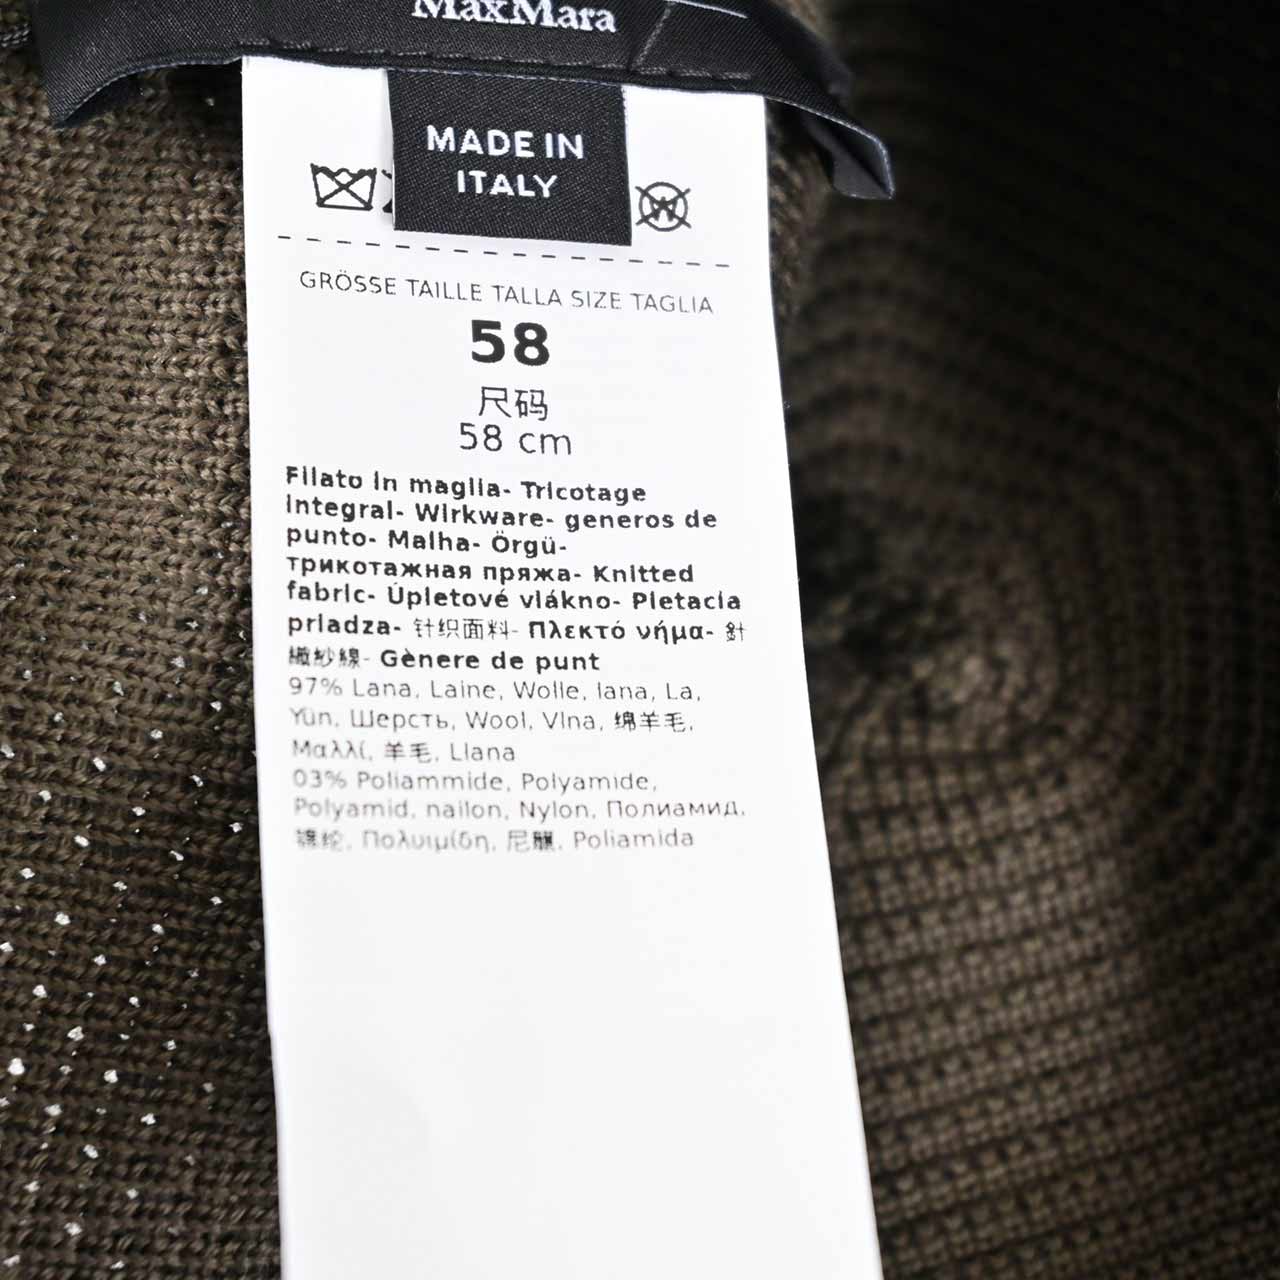 MaxMara
MADE IN
ITALY
GRÖSSE TAILLE TALLA SIZE TAGLIA
58
尺码
58 cm
Filato in maglia- Tricotage
integral- Wirkware- generos de
punto- Malha- Örgü-
трикотажная пряжа- Knitted
fabric- Úpletové vlákno- Pletacia
priadza- 针织面料- Πλεκτό νήμα- 針
織紗線- Gènere de punt
97% Lana, Laine, Wolle, lana, La,
Yün, Шерсть, Wool, Vlna, 绵羊毛,
Μαλλί, 羊毛, Llana
03% Poliammide, Polyamide,
Polyamid, nailon, Nylon, Полиамид,
锦纶, Πολυιμίδη, 尼龍, Poliamida